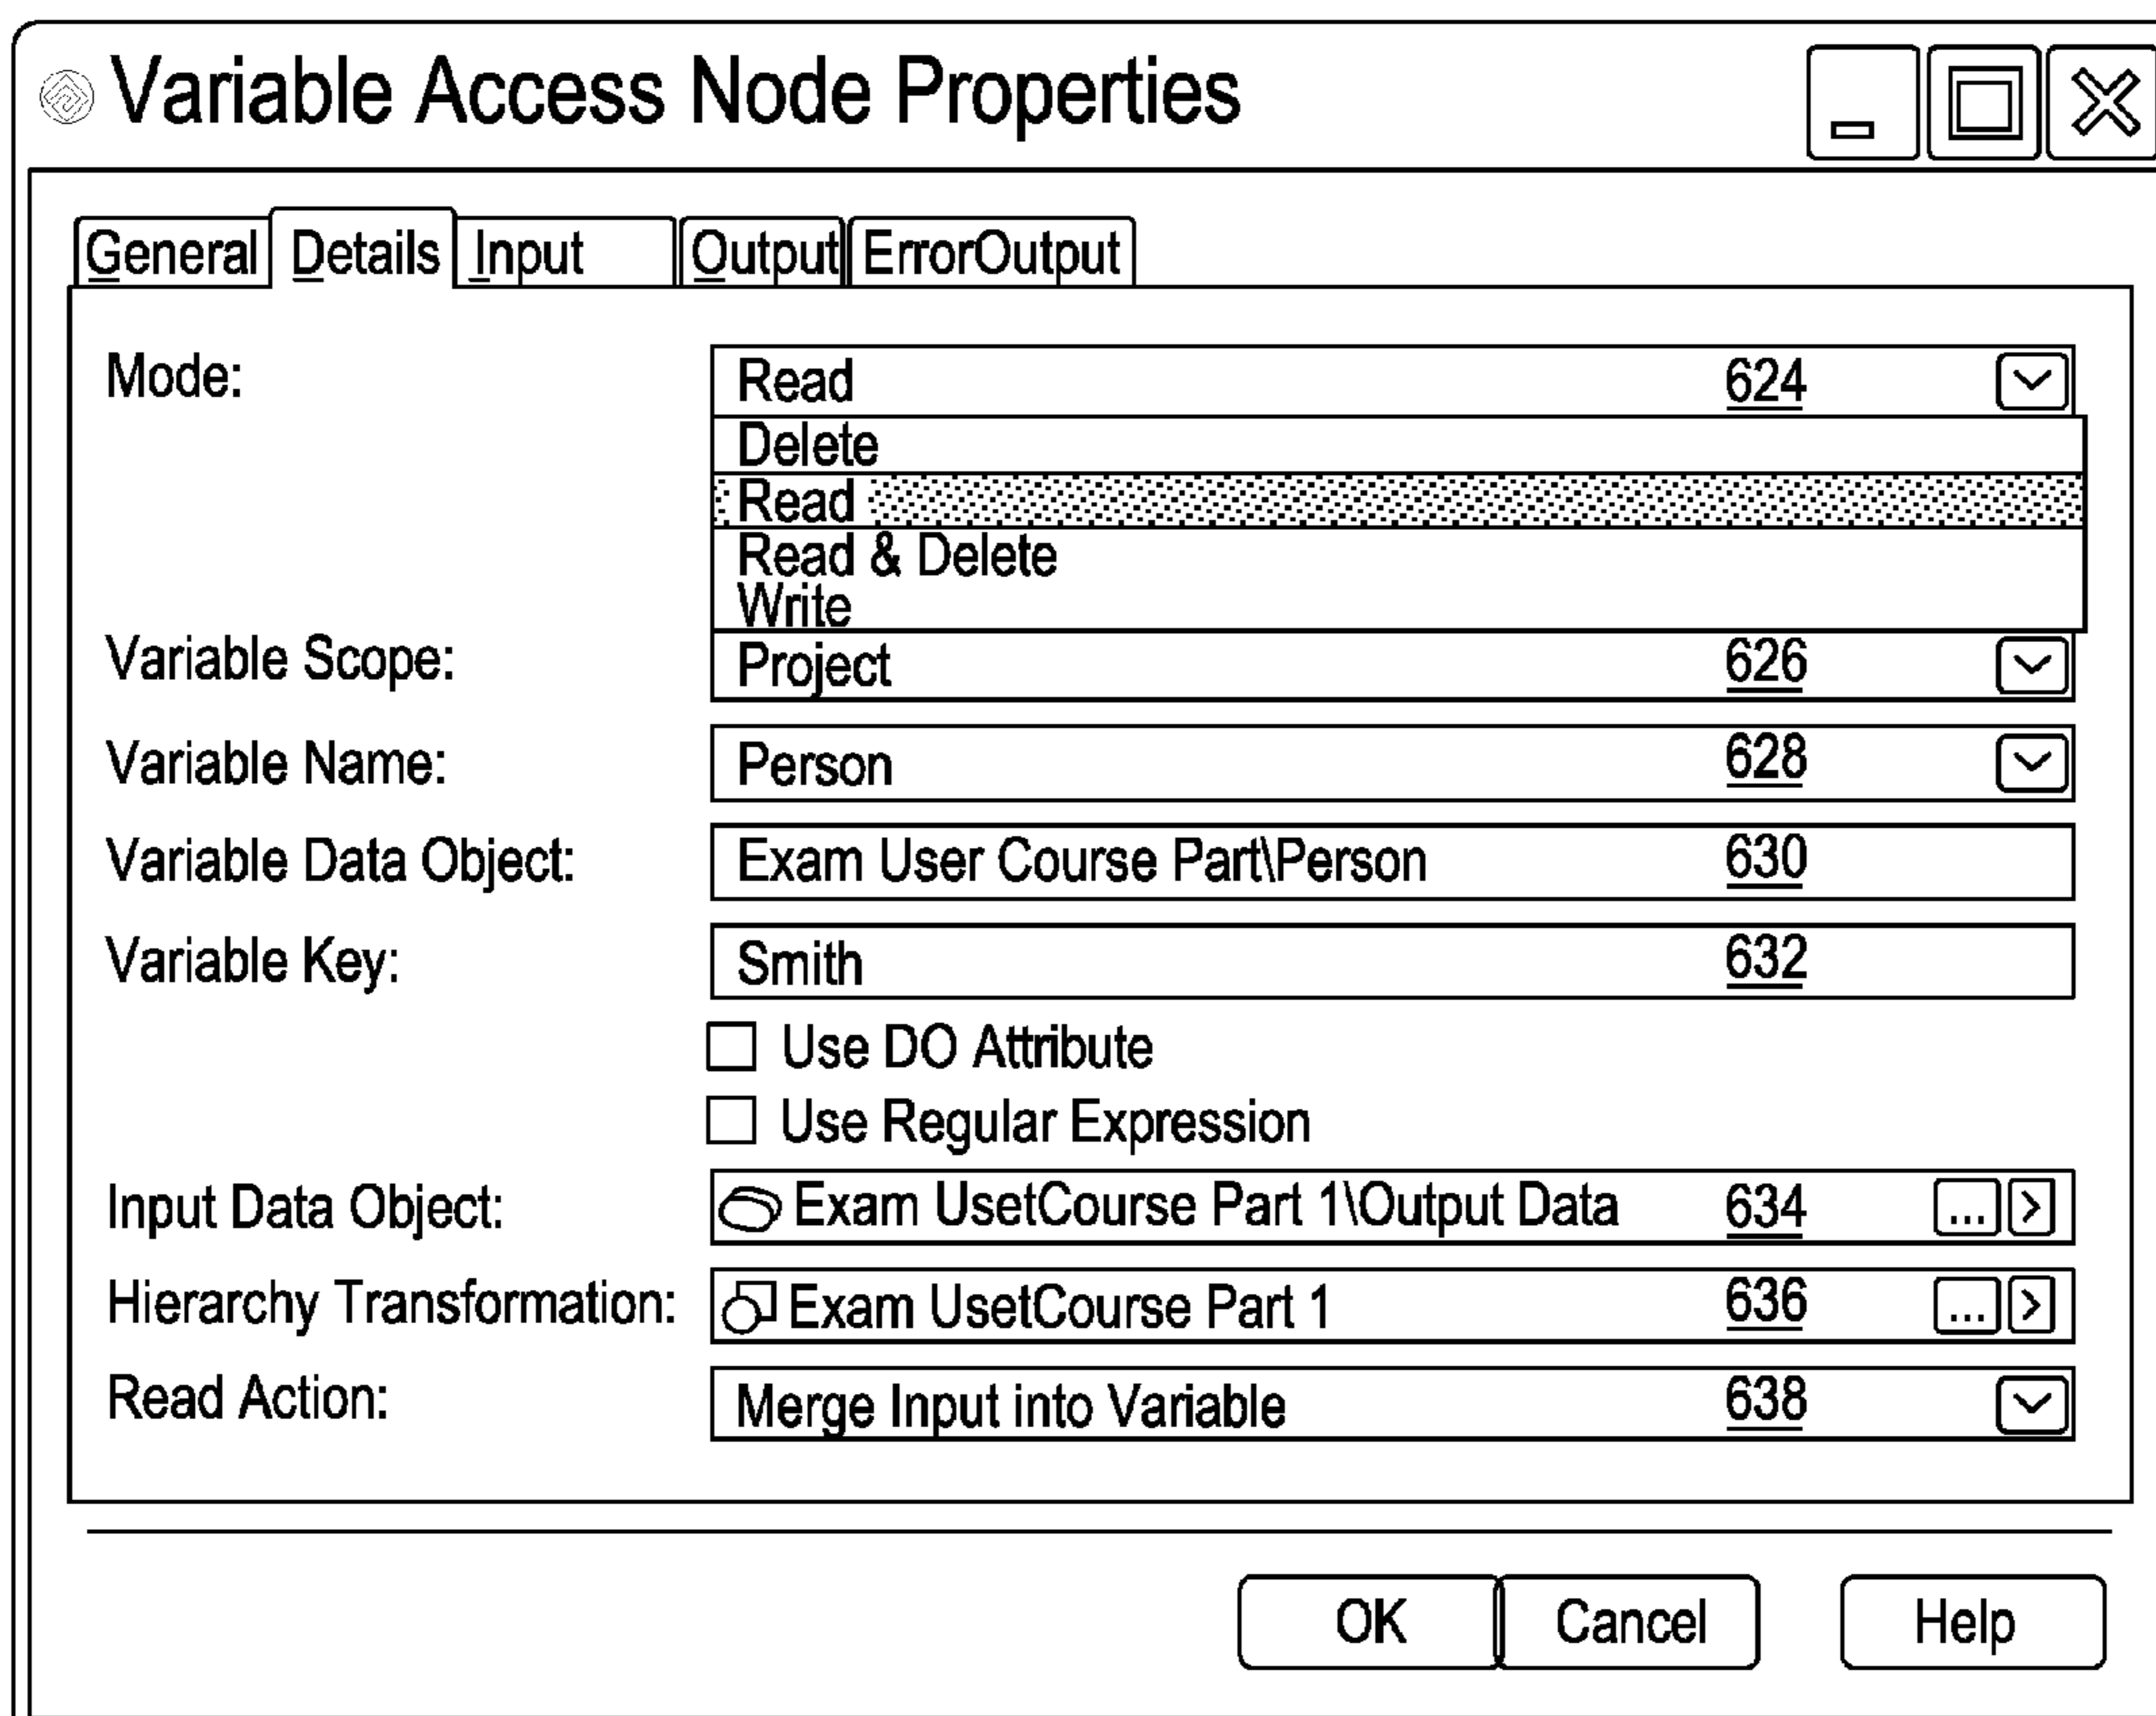 Variable Access Node Properties
General Details Input Output ErrorOutput
Mode: Read 624
Delete
Read
Read & Delete
Write
Variable Scope: Project 626
Variable Name: Person 628
Variable Data Object: Exam User Course Part\Person 630
Variable Key: Smith 632
Use DO Attribute
Use Regular Expression
Input Data Object: Exam UsetCourse Part 1\Output Data 634 ...
Hierarchy Transformation: Exam UsetCourse Part 1 636 ...
Read Action: Merge Input into Variable 638
OK Cancel Help